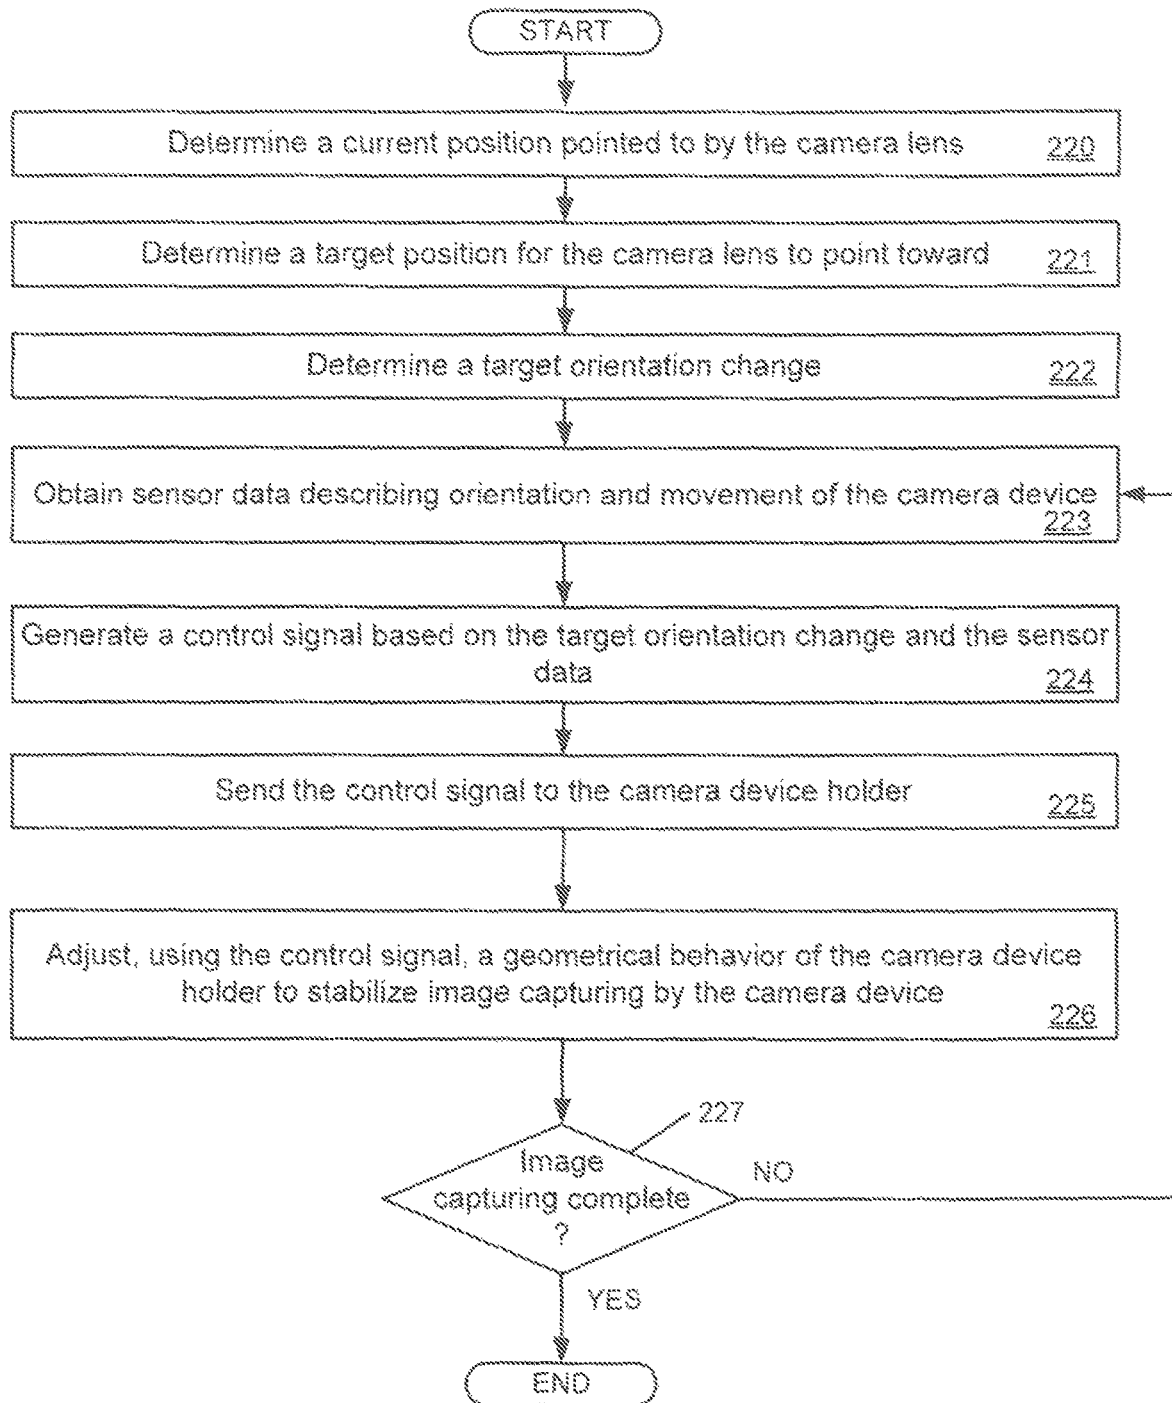 START
Determine a current position pointed to by the camera lens 220
Determine a target position for the camera lens to point toward 221
Determine a target orientation change 222
Obtain sensor data describing orientation and movement of the camera device
223
Generate a control signal based on the target orientation change and the sensor
data 224
Send the control signal to the camera device holder 225
Adjust, using the control signal, a geometrical behavior of the camera device
holder to stabilize image capturing by the camera device
226
227
Image
capturing complete
?
NO
YES
END